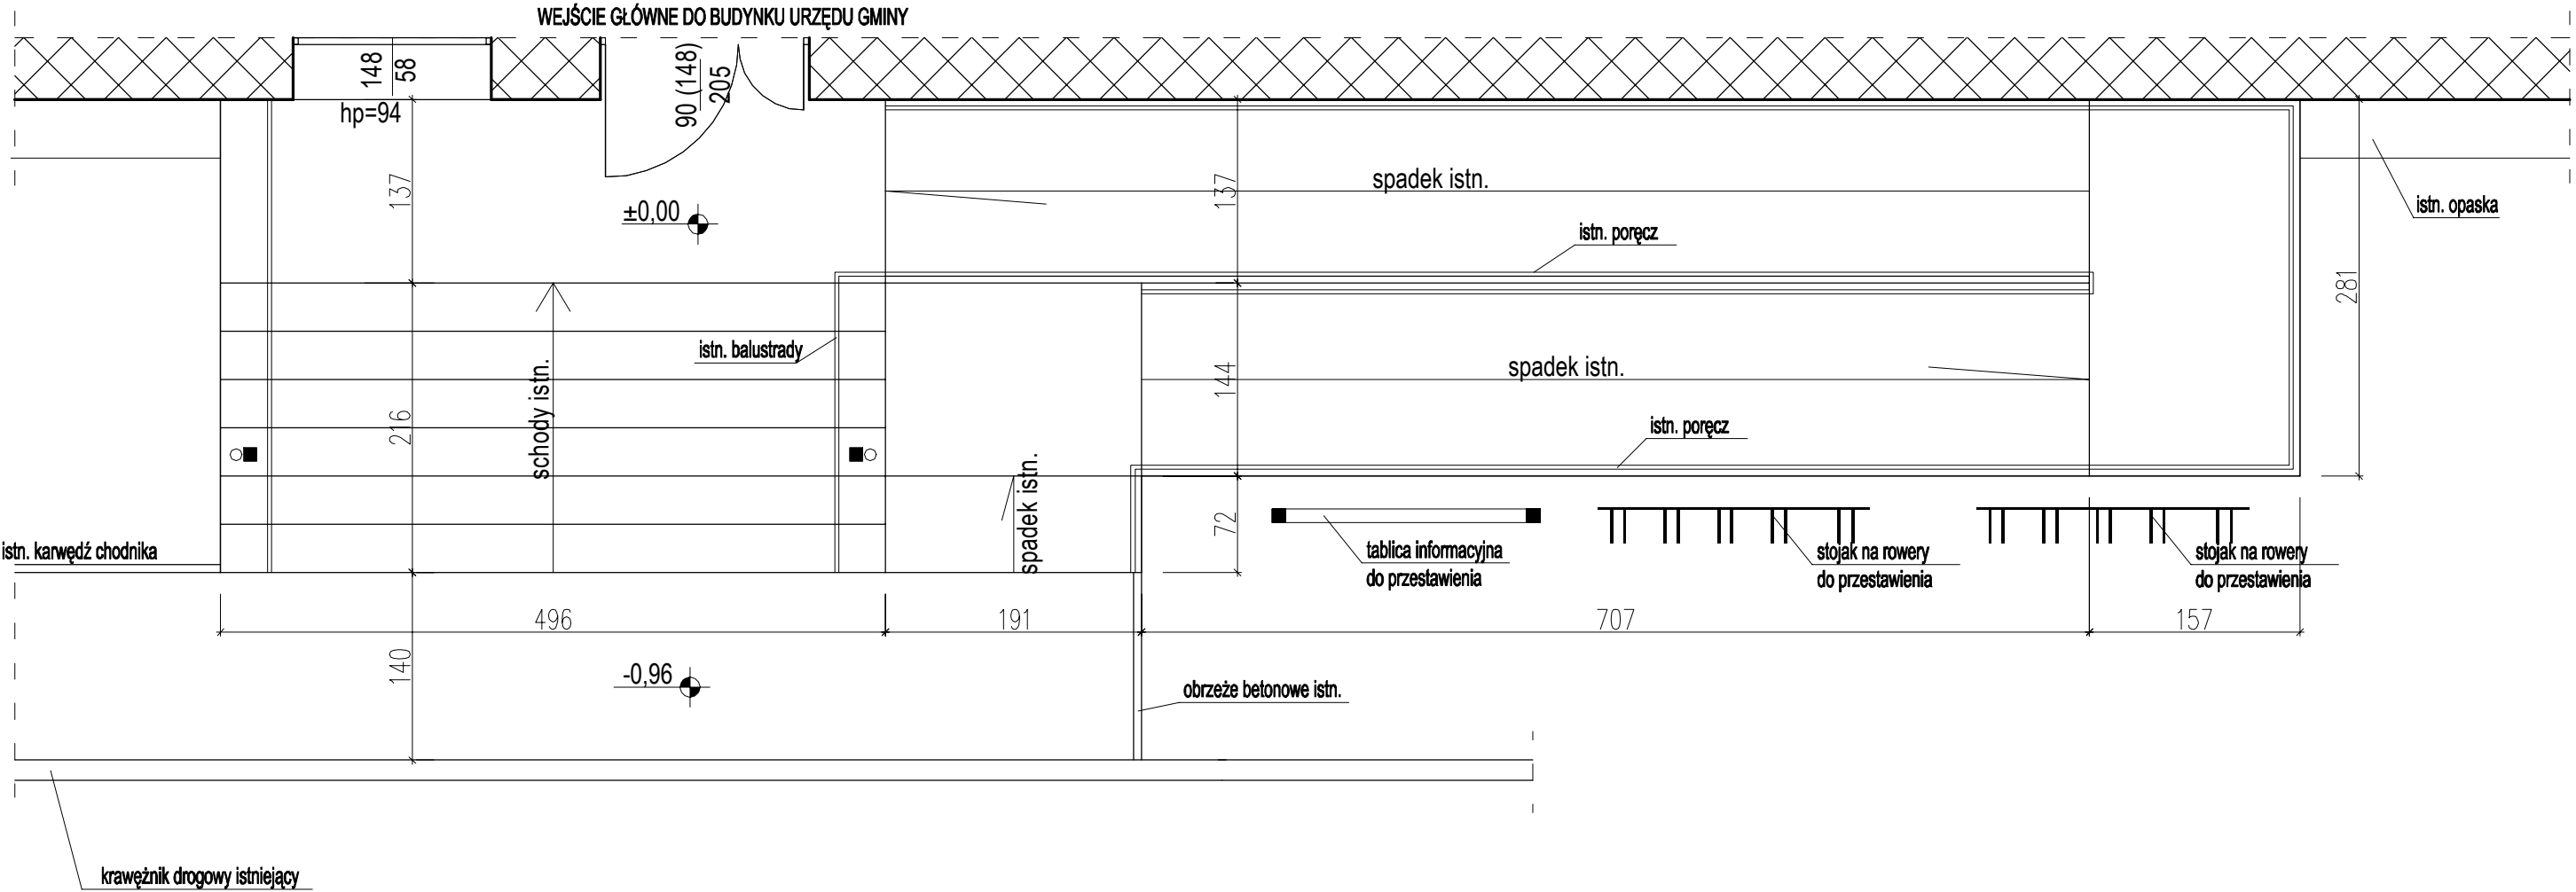 WEJŚCIE GŁÓWNE DO BUDYNKU URZĘDU GMINY
148
58
hp=94
90 (148)
205
137
±0,00
137
spadek istn.
istn. poręcz
istn. opaska
281
istn. balustrady
schody istn.
216
144
spadek istn.
istn. poręcz
spadek istn.
72
istn. karwędź chodnika
tablica informacyjna
do przestawienia
stojak na rowery
do przestawienia
stojak na rowery
do przestawienia
496
191
707
157
140
-0,96
obrzeże betonowe istn.
krawężnik drogowy istniejący